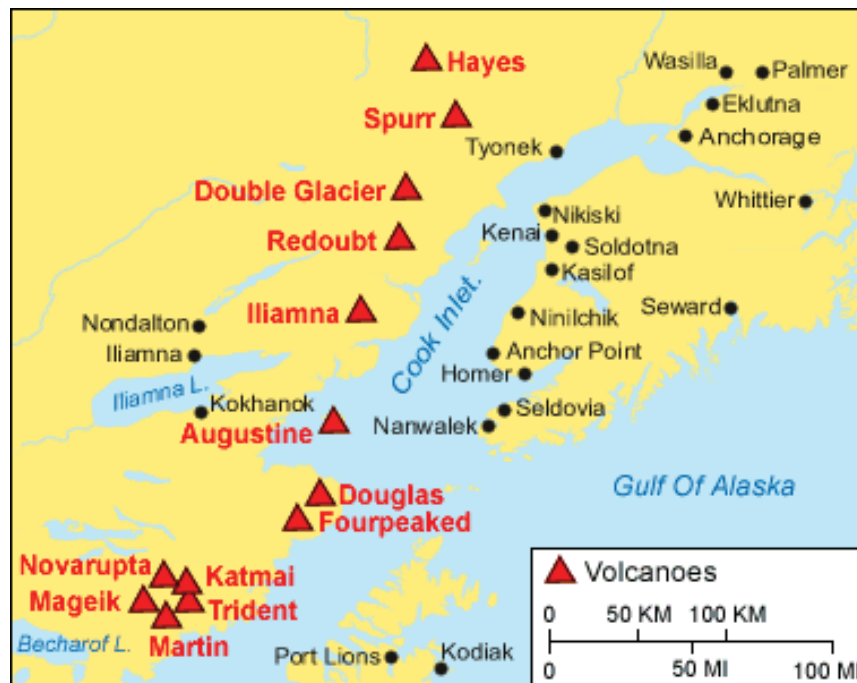 Hayes
Wasilla
Palmer
Eklutna
Spurr
Anchorage
Tyonek
Double Glacier
Whittier
Nikiski
Redoubt
Kenai
Soldotna
Kasilof
Iliamna
Ninilchik
Seward
Nondalton
Cook Inlet.
Iliamna
Anchor Point
Homer
Iliamna L.
Kokhanok
Seldovia
Augustine
Nanwalek
Gulf Of Alaska
Douglas
Fourpeaked
Novarupta
Katmai
Mageik
Trident
Becharof L.
Martin
Port Lions
Kodiak
Volcanoes
0 50 KM 100 KM
0 50 MI 100 MI